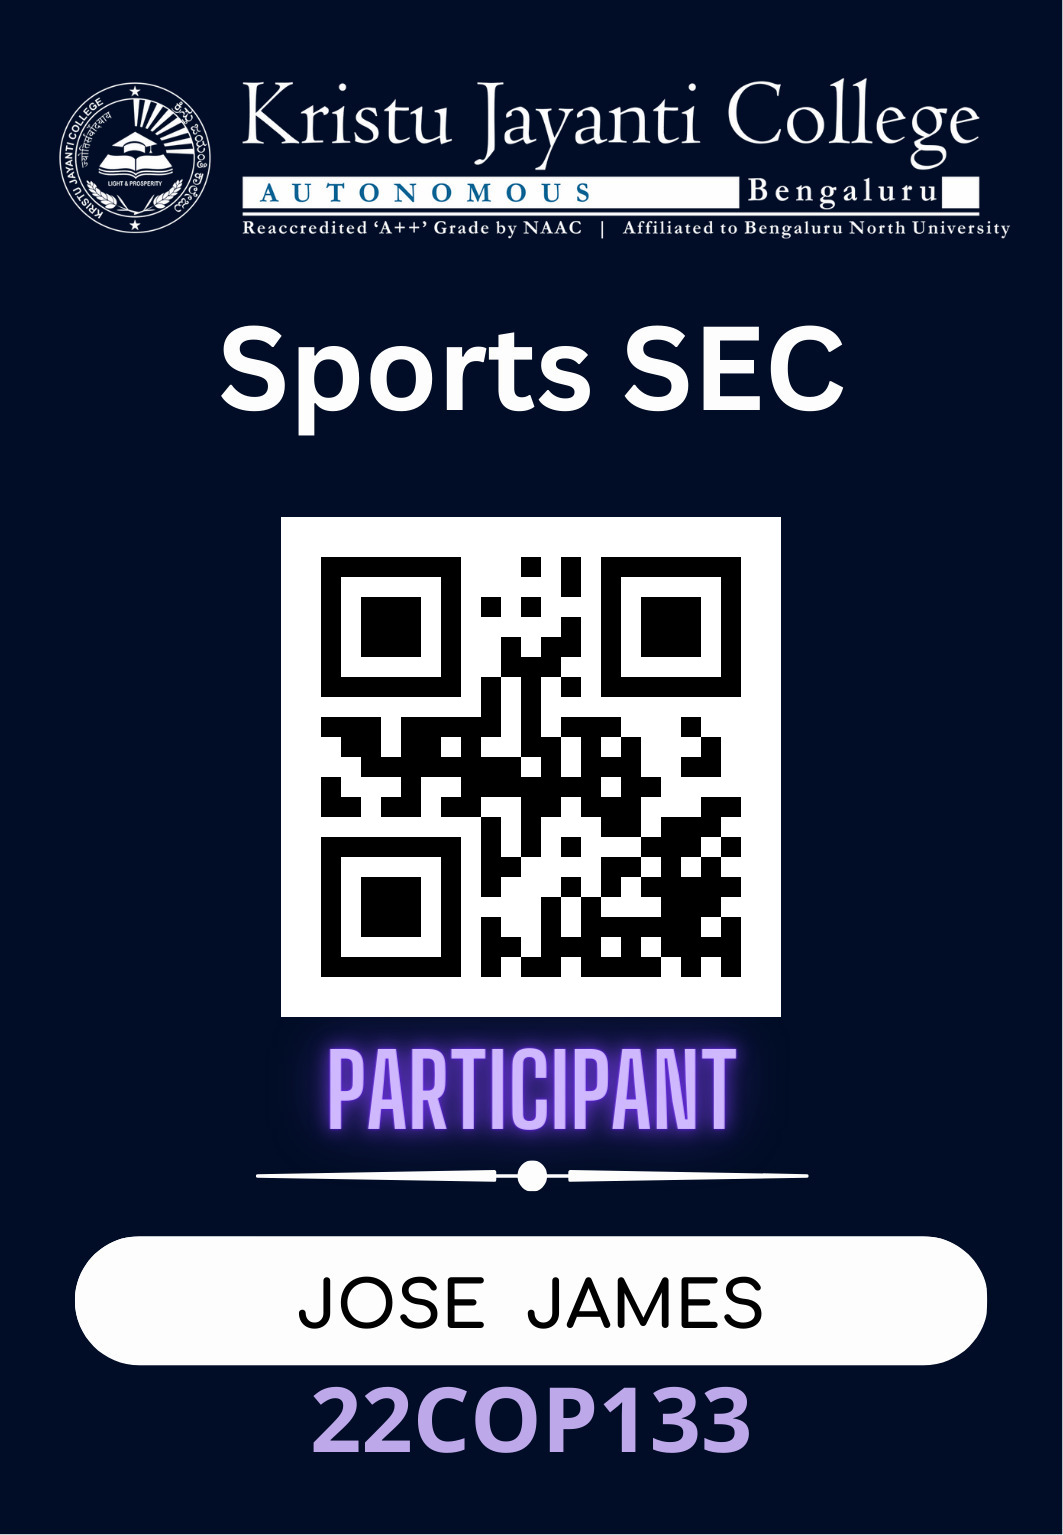 Kristu Jayanti College
AUTONOMOUS Bengaluru
Reaccredited ‘A++’ Grade by NAAC | Affiliated to Bengaluru North University
KRISTU JAYANTI COLLEGE
ಕ್ರಿಸ್ತು ಜಯಂತಿ ಕಾಲೇಜು
LIGHT & PROSPERITY
Sports SEC
PARTICIPANT
JOSE JAMES
22COP133